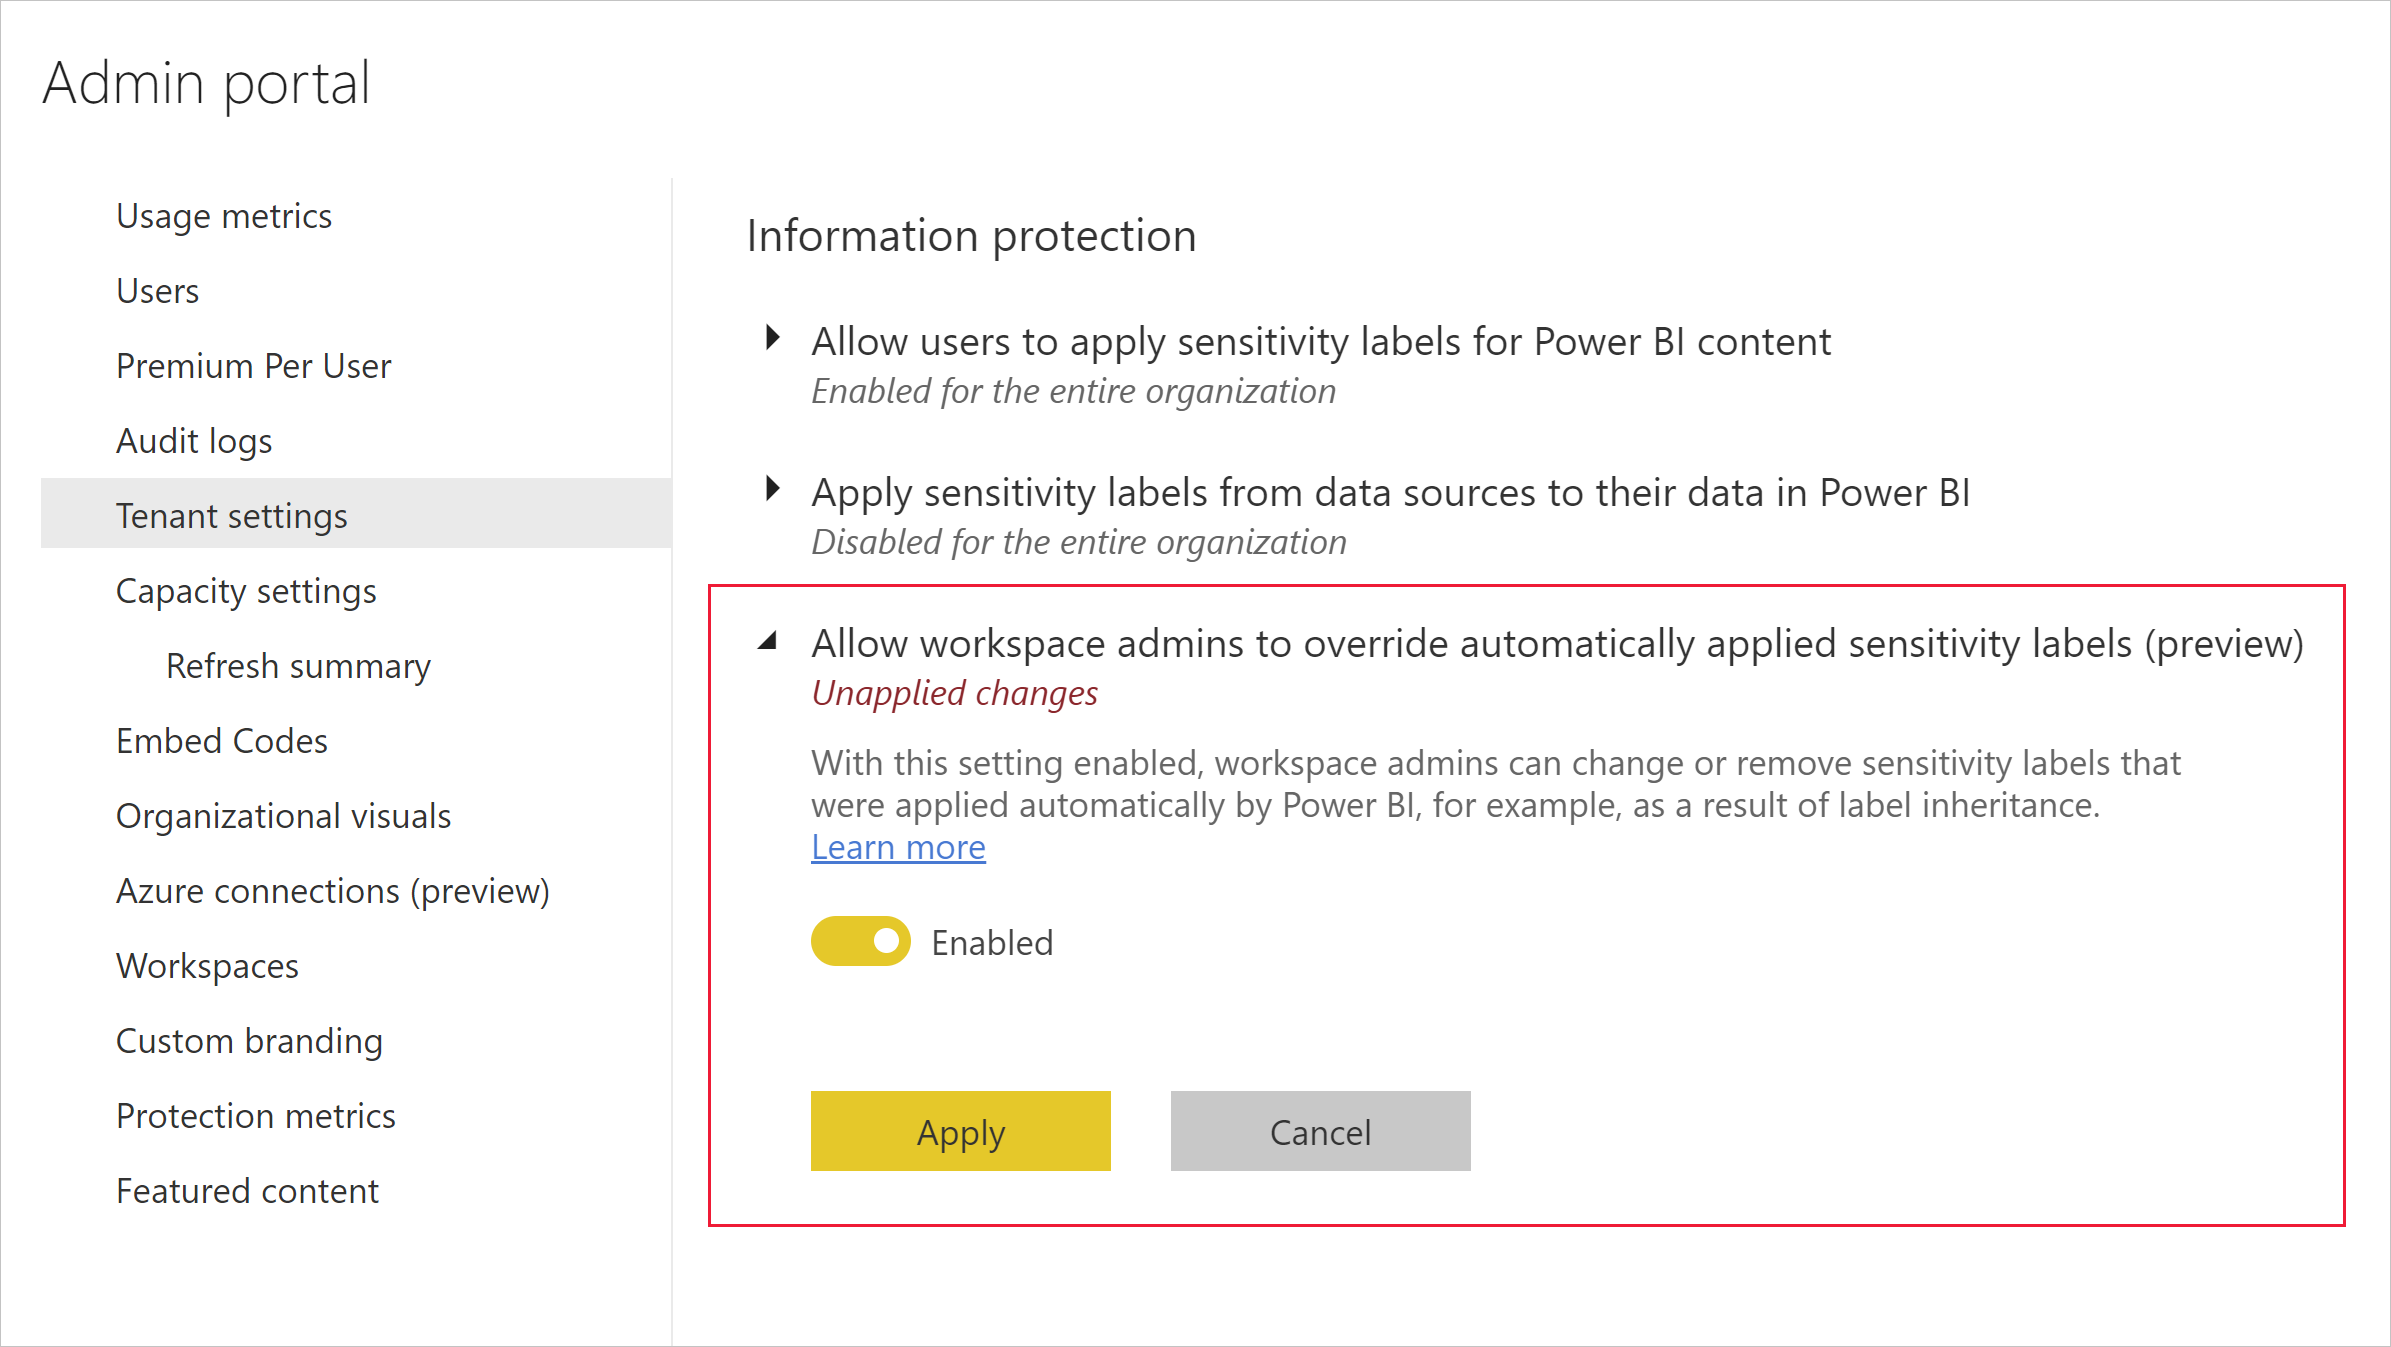 Admin portal
Usage metrics
Users
Premium Per User
Audit logs
Tenant settings
Capacity settings
Refresh summary
Embed Codes
Organizational visuals
Azure connections (preview)
Workspaces
Custom branding
Protection metrics
Featured content
Information protection
Allow users to apply sensitivity labels for Power BI content
Enabled for the entire organization
Apply sensitivity labels from data sources to their data in Power BI
Disabled for the entire organization
Allow workspace admins to override automatically applied sensitivity labels (preview)
Unapplied changes
With this setting enabled, workspace admins can change or remove sensitivity labels that
were applied automatically by Power BI, for example, as a result of label inheritance.
Learn more
Enabled
Apply
Cancel